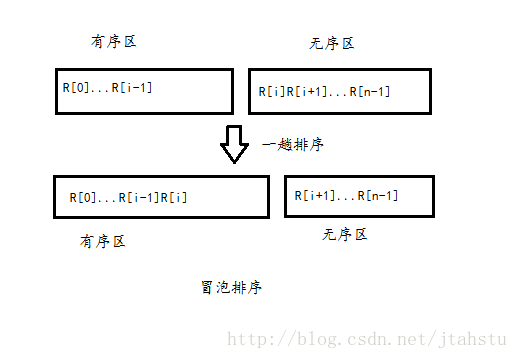 有序区
无序区
R[0]...R[i-1]
R[i]R[i+1]...R[n-1]
一趟排序
R[0]...R[i-1]R[i]
R[i+1]...R[n-1]
有序区
无序区
冒泡排序
http://blog.csdn.net/jtahstu